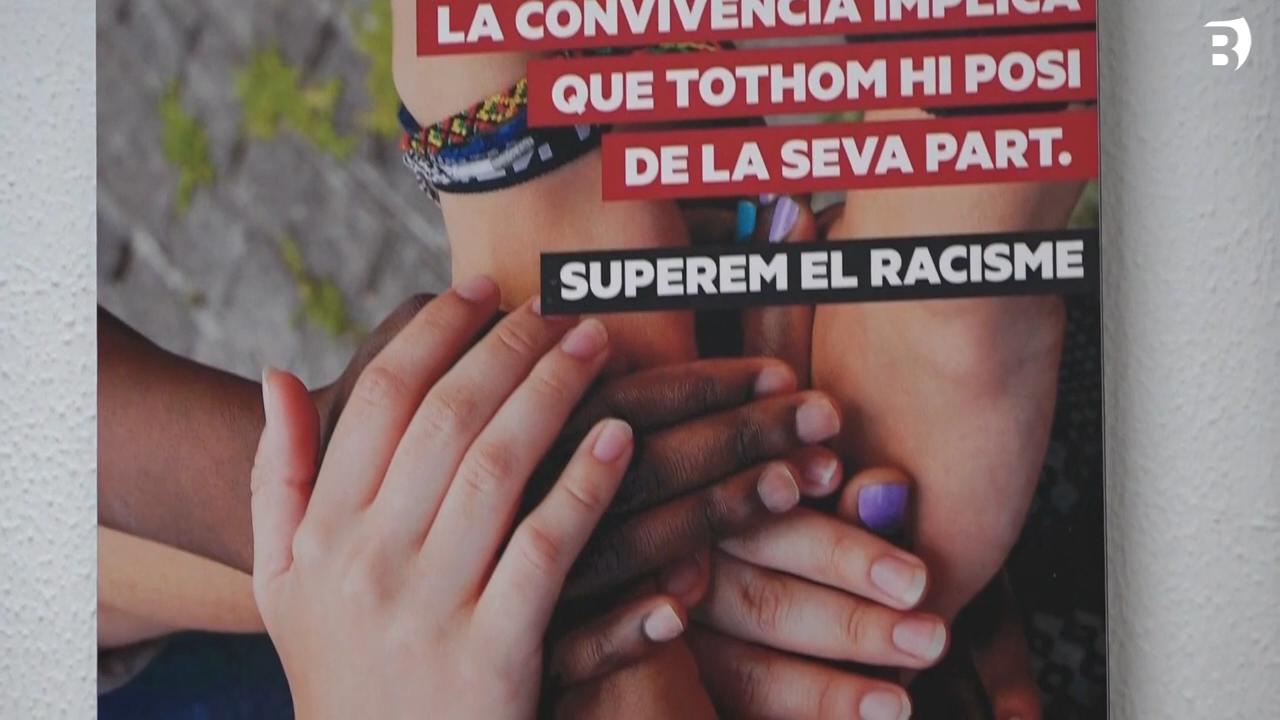 LA CONVIVÈNCIA IMPLICA
QUE TOTHOM HI POSI
DE LA SEVA PART.
SUPEREM EL RACISME
B